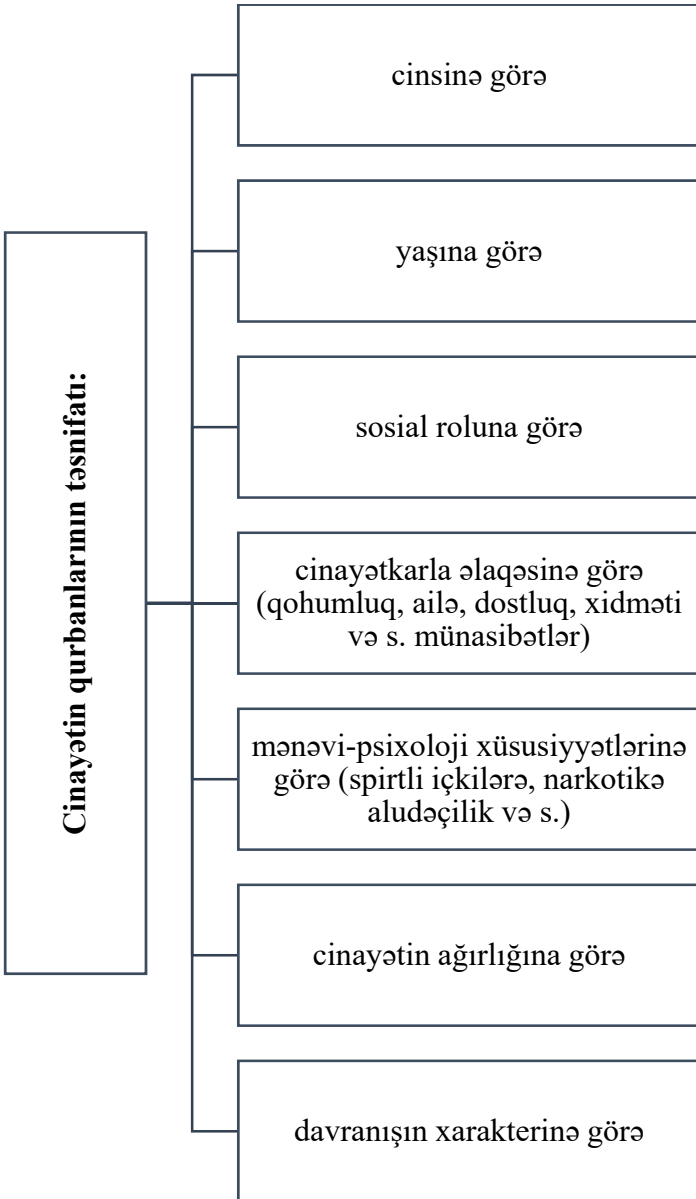 Cinayətin qurbanlarının təsnifatı:
cinsinə görə
yaşına görə
sosial roluna görə
cinayətkarla əlaqəsinə görə
(qohumluq, ailə, dostluq, xidməti
və s. münasibətlər)
mənəvi-psixoloji xüsusiyyətlərinə
görə (spirtli içkilərə, narkotikə
aludəçilik və s.)
cinayətin ağırlığına görə
davranışın xarakterinə görə